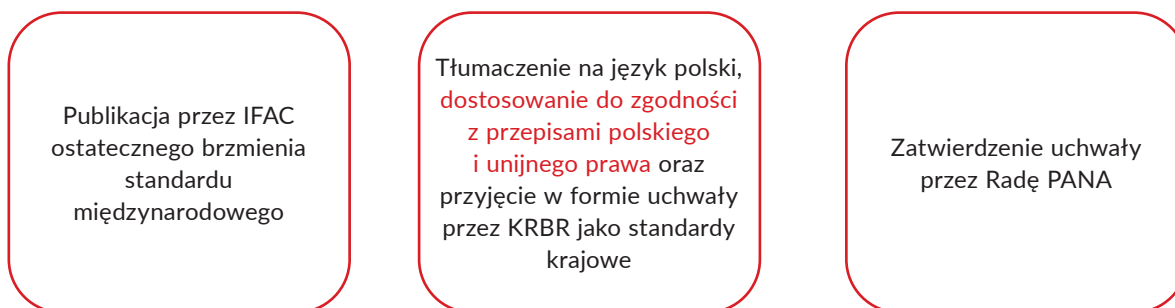 Publikacja przez IFAC
ostatecznego brzmienia
standardu
międzynarodowego
Tłumaczenie na język polski,
dostosowanie do zgodności
z przepisami polskiego
i unijnego prawa oraz
przyjęcie w formie uchwały
przez KRBR jako standardy
krajowe
Zatwierdzenie uchwały
przez Radę PANA